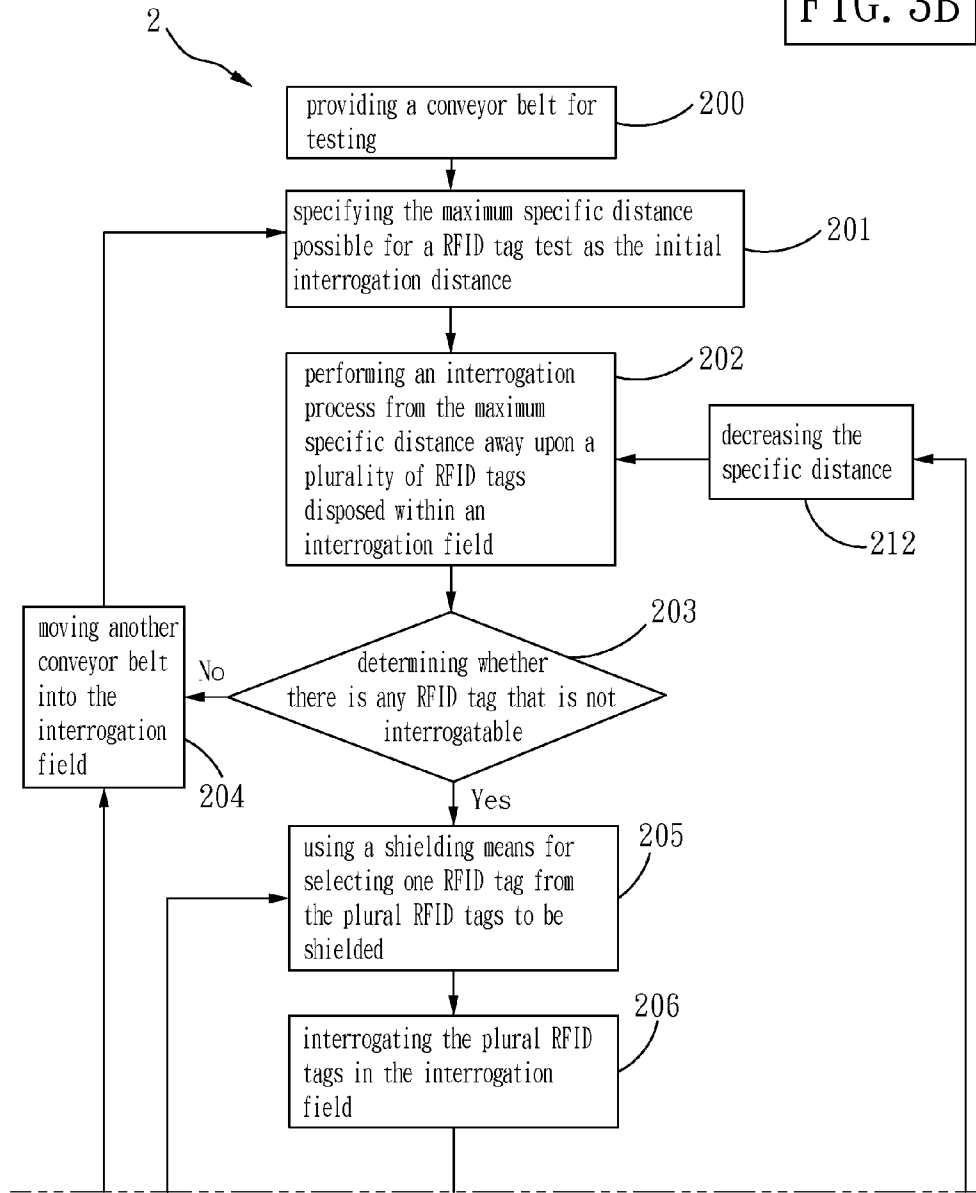 FIG. 3B
2
providing a conveyor belt for
testing
200
specifying the maximum specific distance
possible for a RFID tag test as the initial
interrogation distance
201
performing an interrogation
process from the maximum
specific distance away upon a
plurality of RFID tags
disposed within an
interrogation field
202
decreasing the
specific distance
212
determining whether
there is any RFID tag that is not
interrogatable
203
No
moving another
conveyor belt
into the
interrogation
field
204
Yes
using a shielding means for
selecting one RFID tag from
the plural RFID tags to be
shielded
205
interrogating the plural RFID
tags in the interrogation
field
206